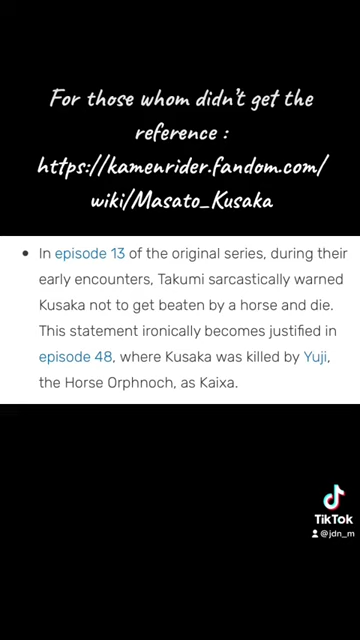 For those whom didn't get the
reference :
https://kamenrider.fandom.com/
wiki/Masato_Kusaka
• In episode 13 of the original series, during their
early encounters, Takumi sarcastically warned
Kusaka not to get beaten by a horse and die.
This statement ironically becomes justified in
episode 48, where Kusaka was killed by Yuji,
the Horse Orphnoch, as Kaixa.
TikTok
@jdn_m